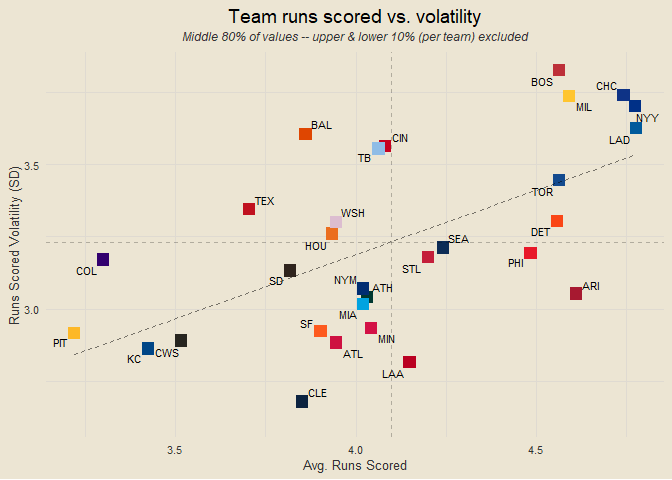 Team runs scored vs. volatility
Middle 80% of values -- upper & lower 10% (per team) excluded
BOS
CHC
MIL
NYY
LAD
BAL
CIN
TB
3.5
TOR
TEX
WSH
DET
HOU
SEA
PHI
STL
COL
SD
NYM
ATH
ARI
3.0
MIA
SF
MIN
PIT
KC
CWS
ATL
LAA
CLE
Runs Scored Volatility (SD)
3.5
4.0
4.5
Avg. Runs Scored